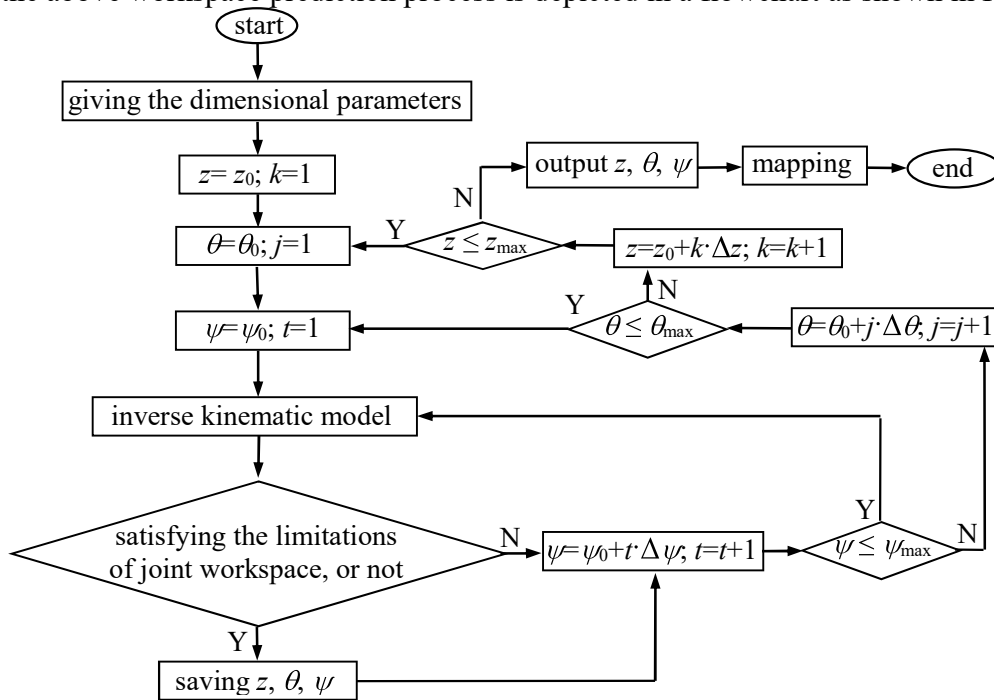 start
giving the dimensional parameters
z= z0; k=1
output z, θ, ψ
mapping
end
N
Y
θ=θ0; j=1
z ≤ zmax
z=z0+k·Δz; k=k+1
Y
N
ψ=ψ0; t=1
θ ≤ θmax
θ=θ0+j·Δθ; j=j+1
inverse kinematic model
Y
N
satisfying the limitations
of joint workspace, or not
N
ψ=ψ0+t·Δψ; t=t+1
ψ ≤ ψmax
Y
saving z, θ, ψ